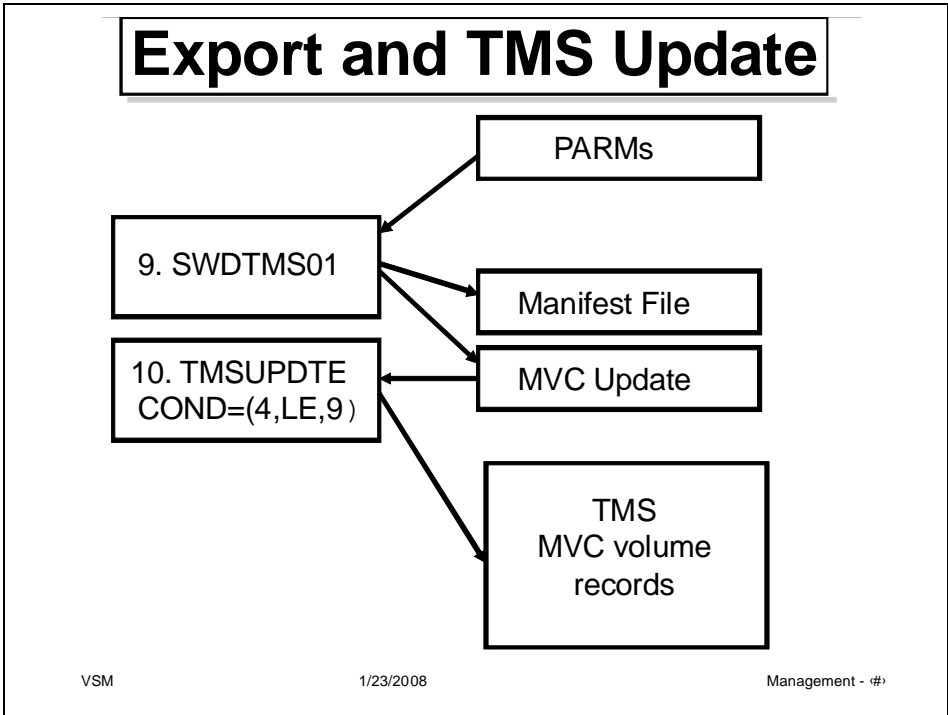 Export and TMS Update
PARMs
9. SWDTMS01
Manifest File
10. TMSUPDTE
COND=(4,LE,9)
MVC Update
TMS
MVC volume
records
VSM
1/23/2008
Management - ‹#›